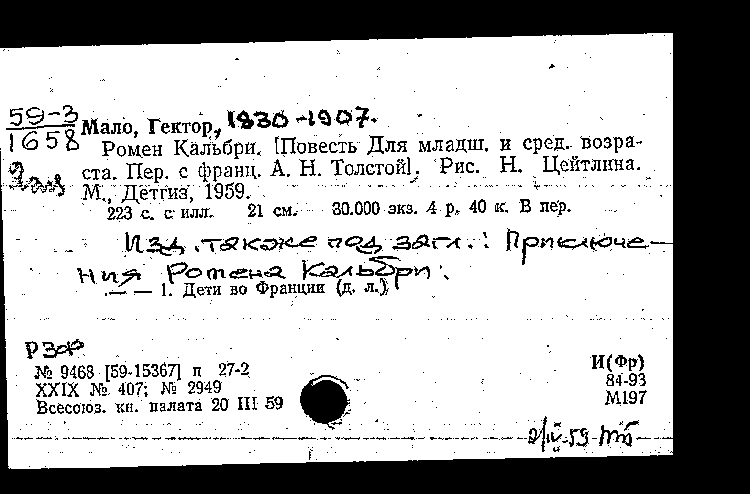 59-3
1658
Мало, Гектор, 1830-1907.
Ромен Кальбри. [Повесть Для младш. и сред. возра-
ста. Пер. с франц. А. Н. Толстой]. Рис. Н. Цейтлина.
М., Детгиз, 1959.
223 с. с илл. 21 см. 30.000 экз. 4 р. 40 к. В пер.
Изд. также под загл.: Приключе-
ния Ромена Кальбри.
— — 1. Дети во Франции (д. л.)
№ 9468 [59-15367] п 27-2
XXIX № 407; № 2949
Всесоюз. кн. палата 20 III 59
И(Фр)
84-93
М197
2/IV-59